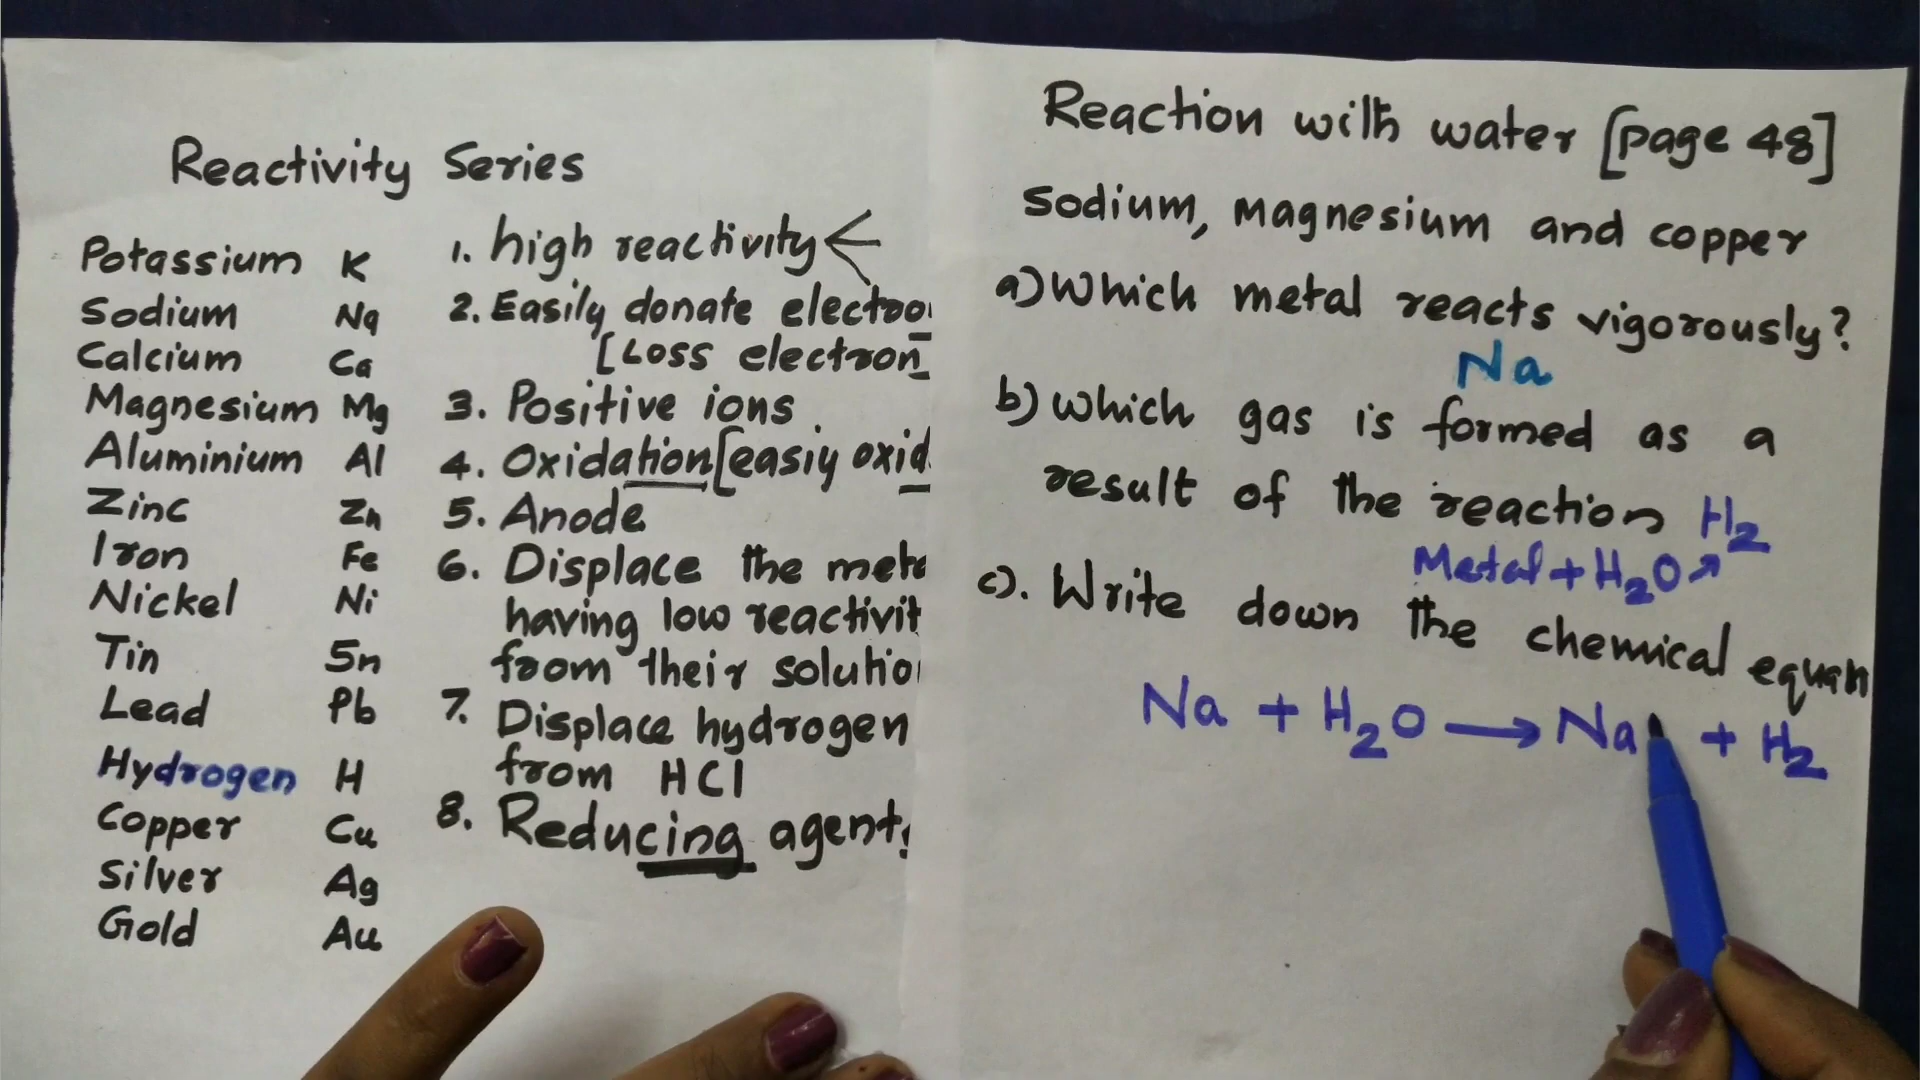 Reactivity Series
Potassium K
Sodium Na
Calcium Ca
Magnesium Mg
Aluminium Al
Zinc Zn
Iron Fe
Nickel Ni
Tin Sn
Lead Pb
Hydrogen H
Copper Cu
Silver Ag
Gold Au
1. high reactivity
2. Easily donate electro
[Loss electron]
3. Positive ions
4. Oxidation [easiy oxid
5. Anode
6. Displace the meta
having low reactivit
from their solutio
7. Displace hydrogen
from HCl
8. Reducing agent
Reaction with water [page 48]
Sodium, Magnesium and copper
a) Which metal reacts vigorously?
Na
b) which gas is formed as a
result of the reaction H2
Metal + H2O ↗
c). Write down the chemical
Na + H2O → Na + H2